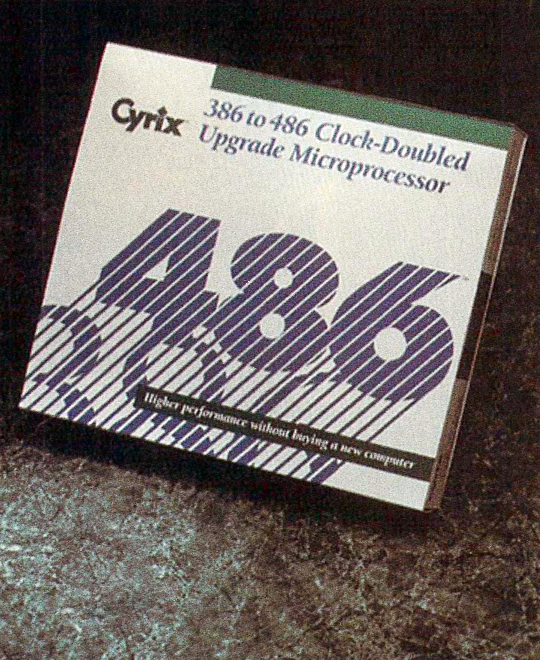 Cyrix
386 to 486 Clock-Doubled
Upgrade Microprocessor
486
Higher performance without buying a new computer